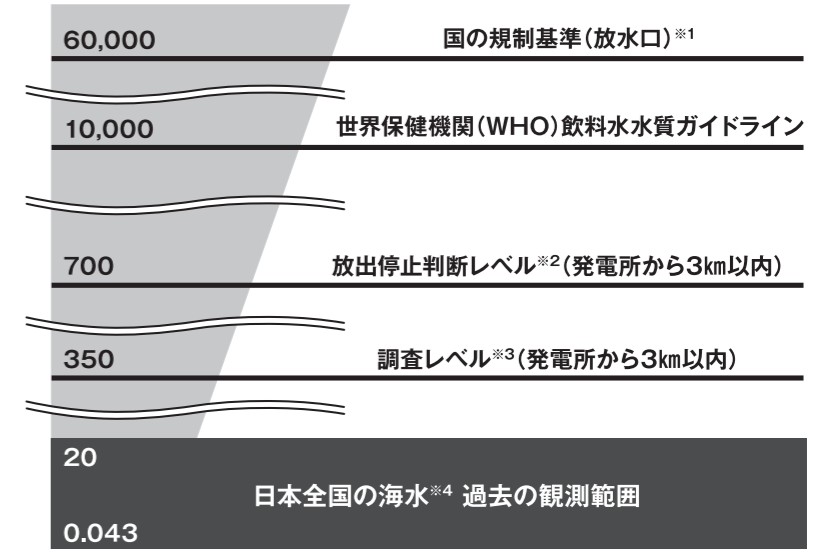 60,000 国の規制基準（放水口）※1
10,000 世界保健機関（WHO）飲料水水質ガイドライン
700 放出停止判断レベル※2（発電所から3㎞以内）
350 調査レベル※3（発電所から3㎞以内）
20
日本全国の海水※4 過去の観測範囲
0.043